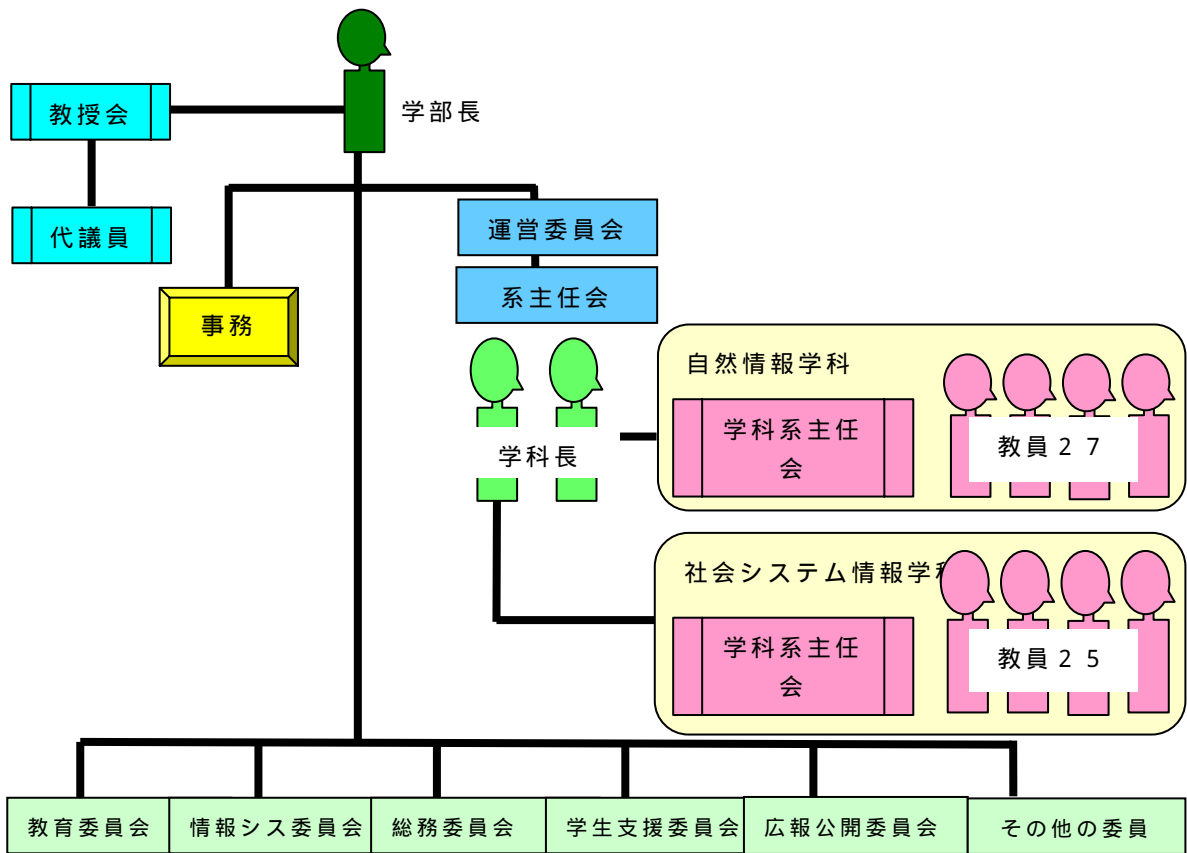 学部長
教授会
代議員
運営委員会
系主任会
事務
自然情報学科
学科系主任
会
教員２７
学科長
社会システム情報学科
学科系主任
会
教員２５
教育委員会
情報シス委員会
総務委員会
学生支援委員会
広報公開委員会
その他の委員